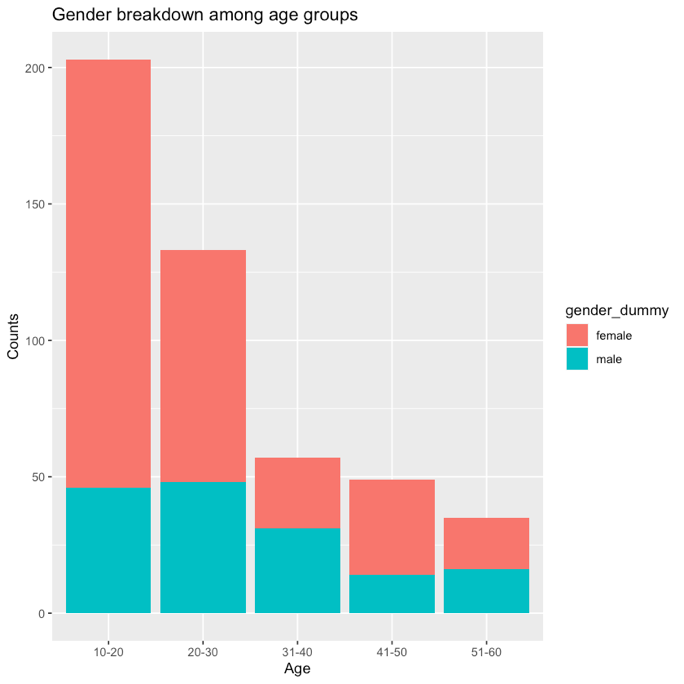 Gender breakdown among age groups
200
150
100
50
0
Counts
10-20 20-30 31-40 41-50 51-60
Age
gender_dummy
female
male